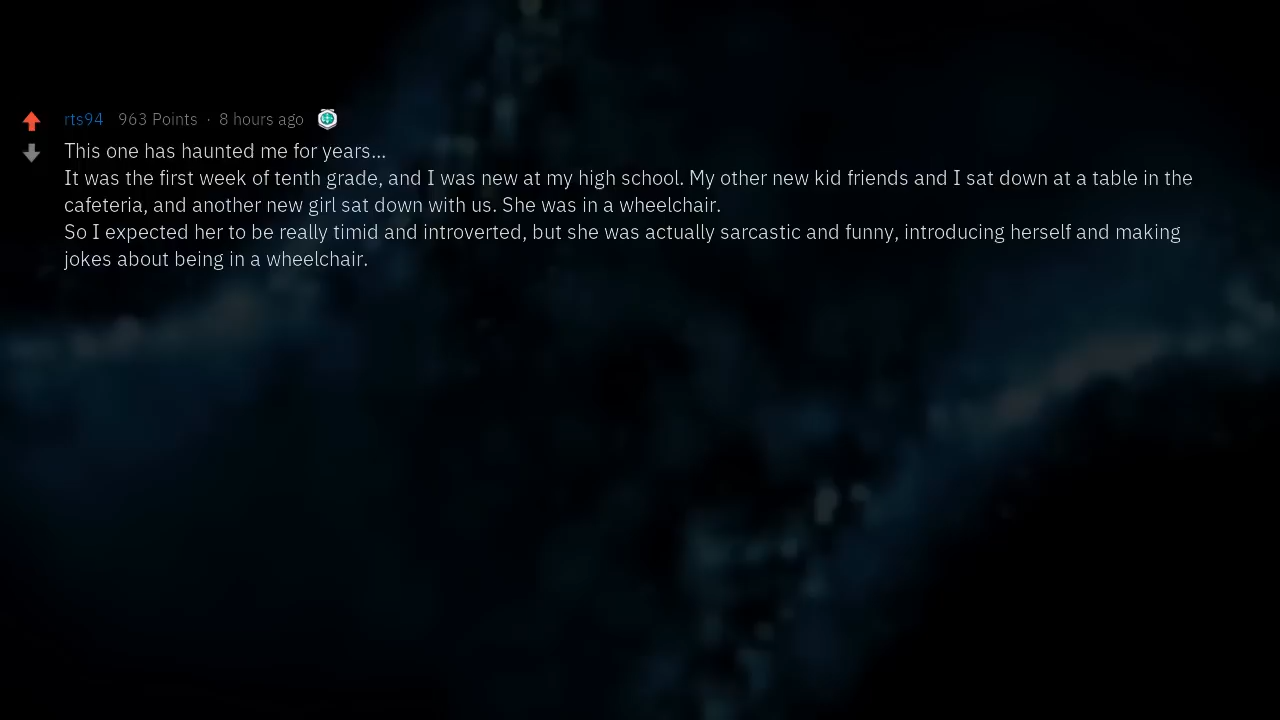 rts94 963 Points · 8 hours ago
This one has haunted me for years...
It was the first week of tenth grade, and I was new at my high school. My other new kid friends and I sat down at a table in the
cafeteria, and another new girl sat down with us. She was in a wheelchair.
So I expected her to be really timid and introverted, but she was actually sarcastic and funny, introducing herself and making
jokes about being in a wheelchair.